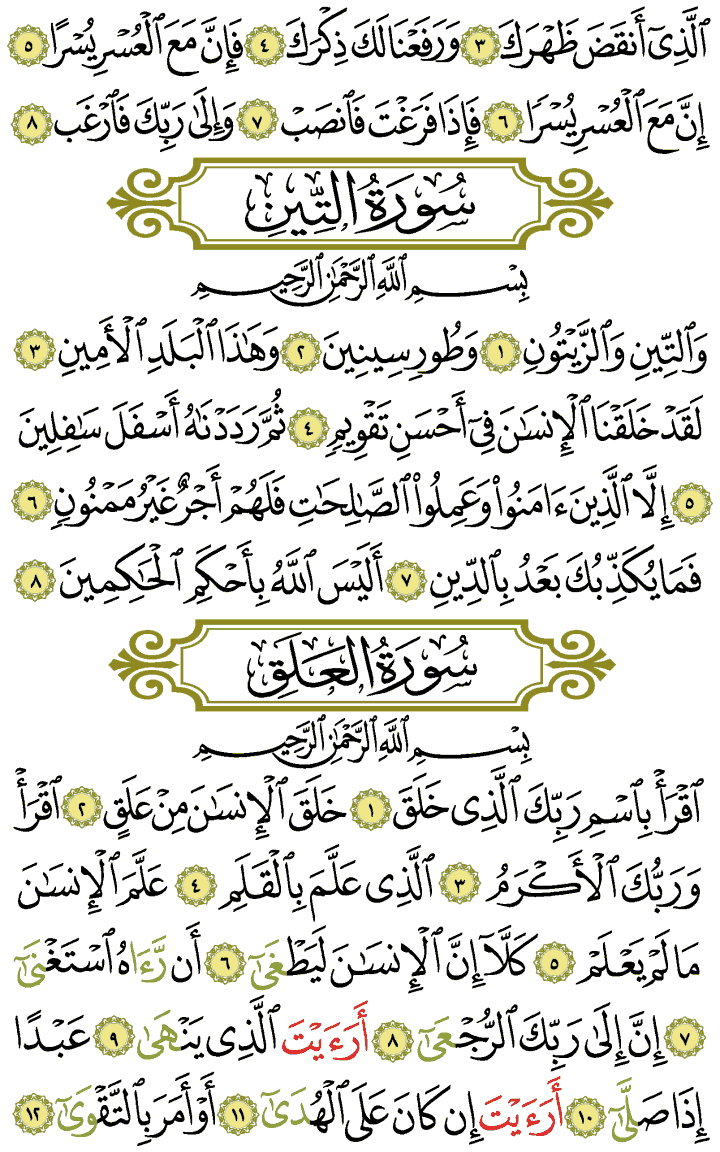 ٱلَّذِىٓ أَنقَضَ ظَهْرَكَ ٣ وَرَفَعْنَا لَكَ ذِكْرَكَ ٤ فَإِنَّ مَعَ ٱلْعُسْرِ يُسْرًا ٥
إِنَّ مَعَ ٱلْعُسْرِ يُسْرًا ٦ فَإِذَا فَرَغْتَ فَٱنصَبْ ٧ وَإِلَىٰ رَبِّكَ فَٱرْغَب ٨
سُورَةُ التِّينِ
بِسْمِ ٱللَّهِ ٱلرَّحْمَٰنِ ٱلرَّحِيمِ
وَٱلتِّينِ وَٱلزَّيْتُونِ ١ وَطُورِ سِينِينَ ٢ وَهَٰذَا ٱلْبَلَدِ ٱلْأَمِينِ ٣
لَقَدْ خَلَقْنَا ٱلْإِنسَٰنَ فِىٓ أَحْسَنِ تَقْوِيمٍ ٤ ثُمَّ رَدَدْنَٰهُ أَسْفَلَ سَٰفِلِينَ
٥ إِلَّا ٱلَّذِينَ ءَامَنُوا۟ وَعَمِلُوا۟ ٱلصَّٰلِحَٰتِ فَلَهُمْ أَجْرٌ غَيْرُ مَمْنُونٍ ٦
فَمَا يُكَذِّبُكَ بَعْدُ بِٱلدِّينِ ٧ أَلَيْسَ ٱللَّهُ بِأَحْكَمِ ٱلْحَٰكِمِينَ ٨
سُورَةُ العَلَقِ
بِسْمِ ٱللَّهِ ٱلرَّحْمَٰنِ ٱلرَّحِيمِ
ٱقْرَأْ بِٱسْمِ رَبِّكَ ٱلَّذِى خَلَقَ ١ خَلَقَ ٱلْإِنسَٰنَ مِنْ عَلَقٍ ٢ ٱقْرَأْ
وَرَبُّكَ ٱلْأَكْرَمُ ٣ ٱلَّذِى عَلَّمَ بِٱلْقَلَمِ ٤ عَلَّمَ ٱلْإِنسَٰنَ
مَا لَمْ يَعْلَمْ ٥ كَلَّآ إِنَّ ٱلْإِنسَٰنَ لَيَطْغَىٰٓ ٦ أَن رَّءَاهُ ٱسْتَغْنَىٰٓ
٧ إِنَّ إِلَىٰ رَبِّكَ ٱلرُّجْعَىٰٓ ٨ أَرَءَيْتَ ٱلَّذِى يَنْهَىٰ ٩ عَبْدًا
إِذَا صَلَّىٰٓ ١٠ أَرَءَيْتَ إِن كَانَ عَلَى ٱلْهُدَىٰٓ ١١ أَوْ أَمَرَ بِٱلتَّقْوَىٰٓ ١٢